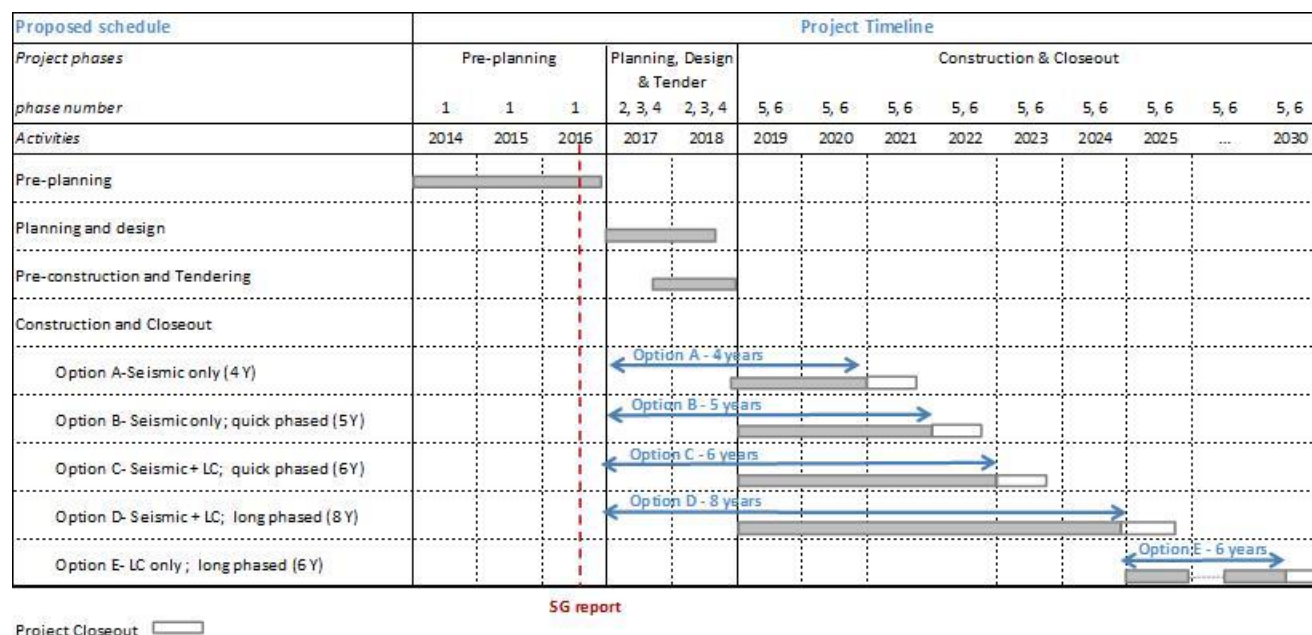 Proposed schedule Project Timeline
Project phases Pre-planning Planning, Design Construction & Closeout
& Tender
phase number 1 1 1 2, 3, 4 2, 3, 4 5, 6 5, 6 5, 6 5, 6 5, 6 5, 6 5, 6 5, 6 5, 6
Activities 2014 2015 2016 2017 2018 2019 2020 2021 2022 2023 2024 2025 ... 2030
Pre-planning
Planning and design
Pre-construction and Tendering
Construction and Closeout
Option A - 4 years
Option A-Seismic only (4 Y)
Option B - 5 years
Option B- Seismic only; quick phased (5 Y)
Option C - 6 years
Option C- Seismic + LC; quick phased (6 Y)
Option D - 8 years
Option D- Seismic + LC; long phased (8 Y)
Option E - 6 years
Option E- LC only ; long phased (6 Y)
SG report
Project Closeout